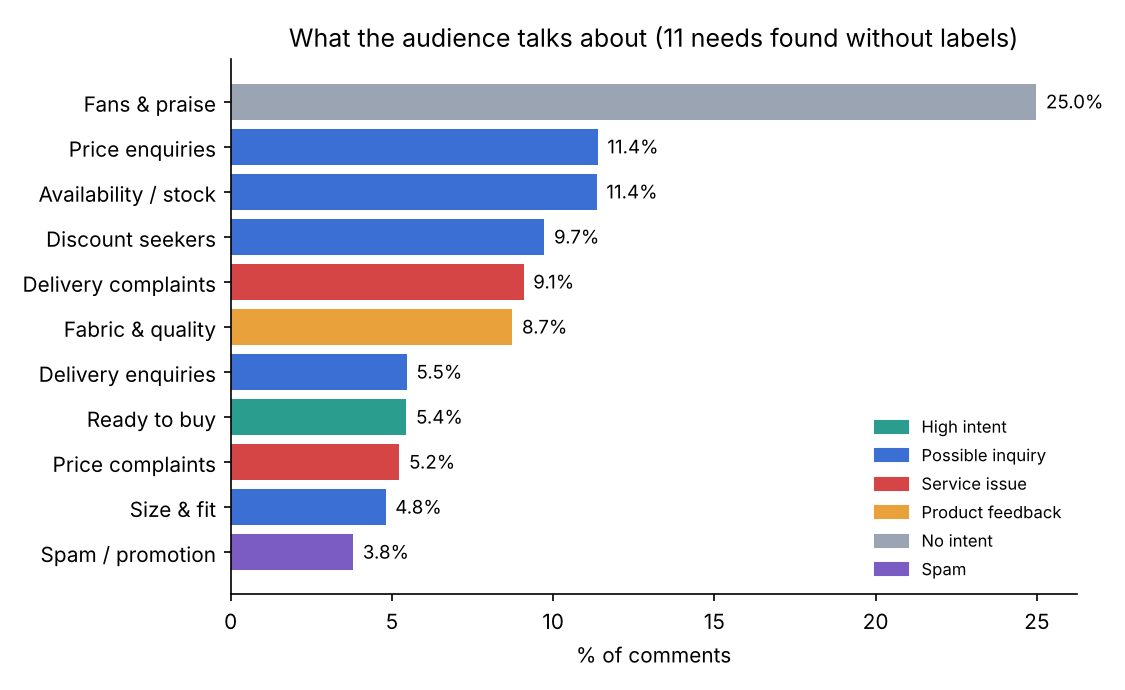 What the audience talks about (11 needs found without labels)
Fans & praise 25.0%
Price enquiries 11.4%
Availability / stock 11.4%
Discount seekers 9.7%
Delivery complaints 9.1%
Fabric & quality 8.7%
Delivery enquiries 5.5%
Ready to buy 5.4%
Price complaints 5.2%
Size & fit 4.8%
Spam / promotion 3.8%
High intent
Possible inquiry
Service issue
Product feedback
No intent
Spam
0 5 10 15 20 25
% of comments